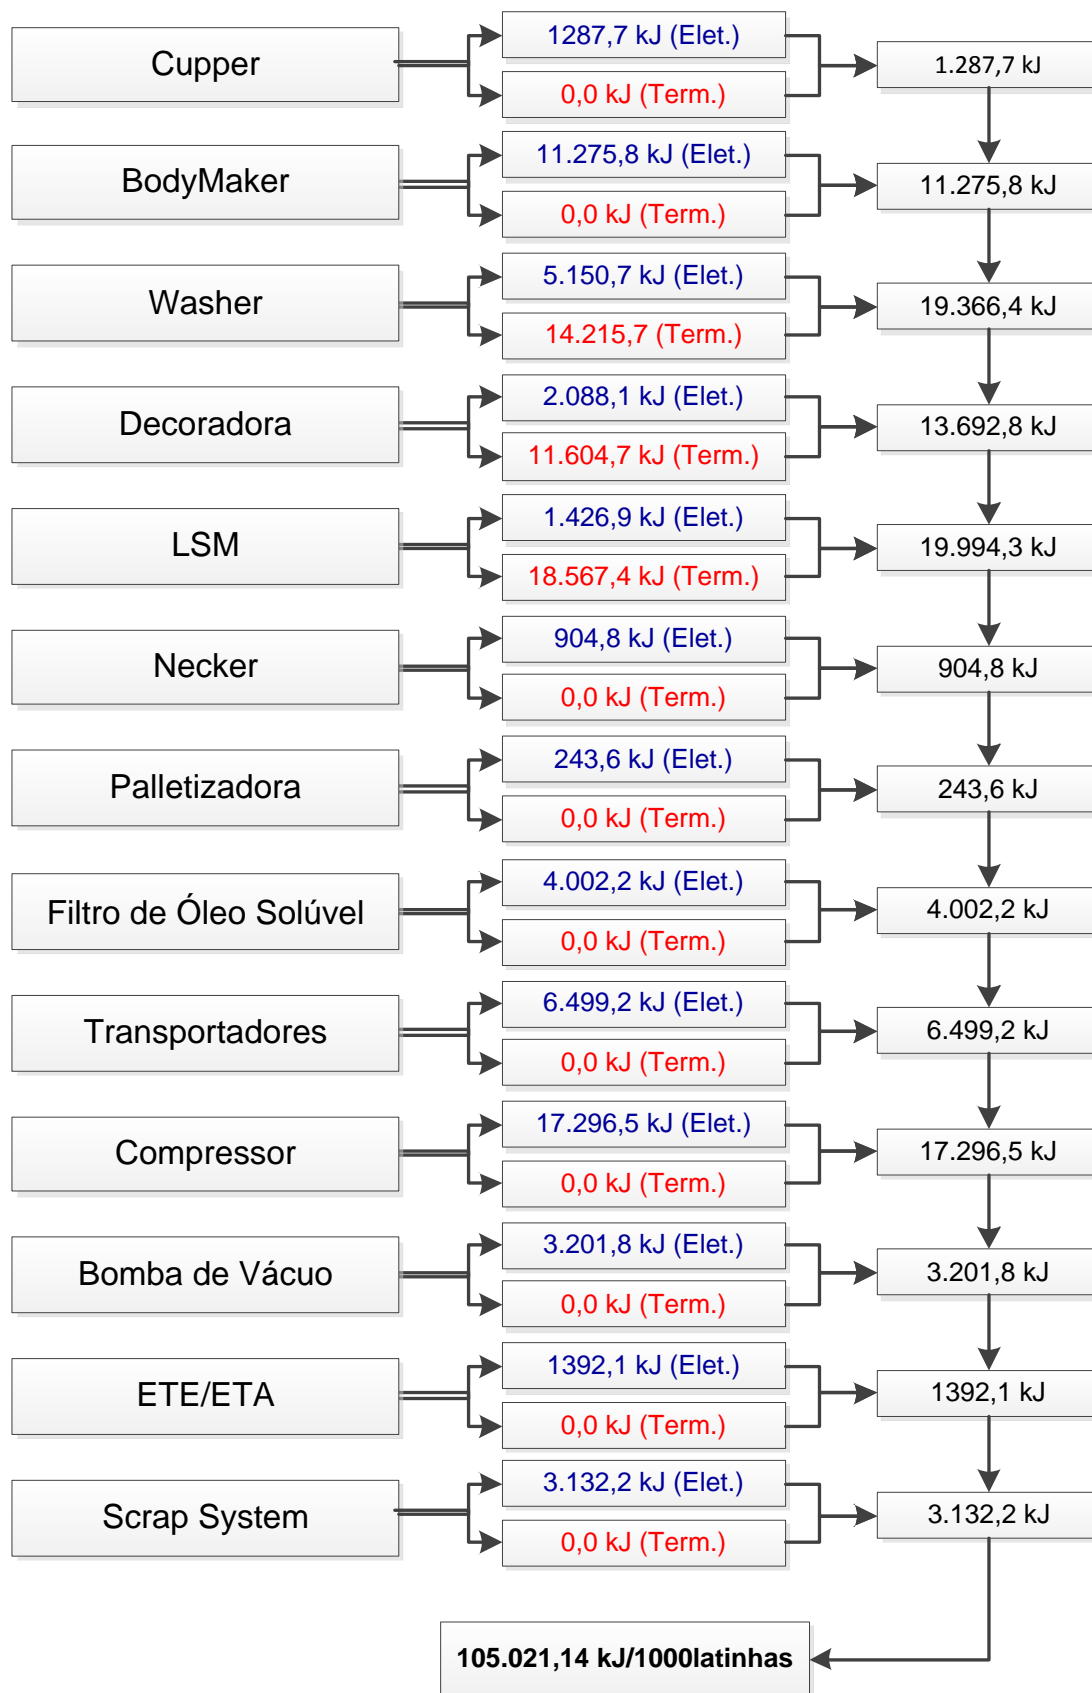 Cupper
1287,7 kJ (Elet.)
0,0 kJ (Term.)
1.287,7 kJ
BodyMaker
11.275,8 kJ (Elet.)
0,0 kJ (Term.)
11.275,8 kJ
Washer
5.150,7 kJ (Elet.)
14.215,7 (Term.)
19.366,4 kJ
Decoradora
2.088,1 kJ (Elet.)
11.604,7 kJ (Term.)
13.692,8 kJ
LSM
1.426,9 kJ (Elet.)
18.567,4 kJ (Term.)
19.994,3 kJ
Necker
904,8 kJ (Elet.)
0,0 kJ (Term.)
904,8 kJ
Palletizadora
243,6 kJ (Elet.)
0,0 kJ (Term.)
243,6 kJ
Filtro de Óleo Solúvel
4.002,2 kJ (Elet.)
0,0 kJ (Term.)
4.002,2 kJ
Transportadores
6.499,2 kJ (Elet.)
0,0 kJ (Term.)
6.499,2 kJ
Compressor
17.296,5 kJ (Elet.)
0,0 kJ (Term.)
17.296,5 kJ
Bomba de Vácuo
3.201,8 kJ (Elet.)
0,0 kJ (Term.)
3.201,8 kJ
ETE/ETA
1392,1 kJ (Elet.)
0,0 kJ (Term.)
1392,1 kJ
Scrap System
3.132,2 kJ (Elet.)
0,0 kJ (Term.)
3.132,2 kJ
105.021,14 kJ/1000latinhas